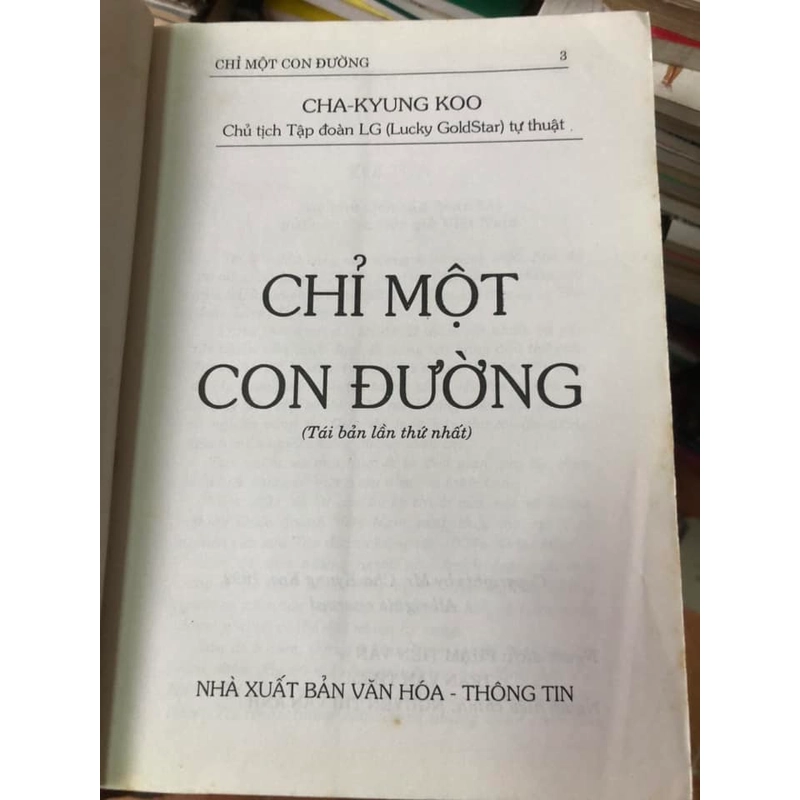 CHỈ MỘT CON ĐƯỜNG 3
CHA-KYUNG KOO
Chủ tịch Tập đoàn LG (Lucky GoldStar) tự thuật
CHỈ MỘT
CON ĐƯỜNG
(Tái bản lần thứ nhất)
NHÀ XUẤT BẢN VĂN HÓA - THÔNG TIN